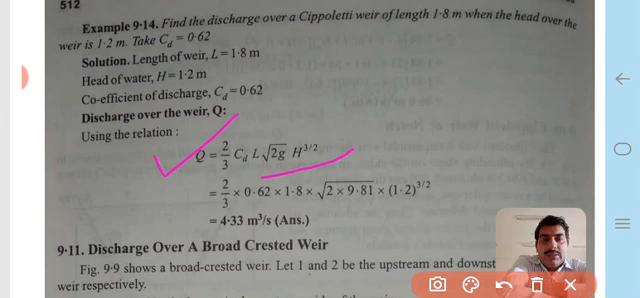 512
Example 9·14. Find the discharge over a Cippoletti weir of length 1·8 m when the head over the
weir is 1·2 m. Take C_d = 0·62
Solution. Length of weir, L = 1·8 m
Head of water, H = 1·2 m
Co-efficient of discharge, C_d = 0·62
Discharge over the weir, Q:
Using the relation :
Q = 2/3 C_d L √2g H^3/2
= 2/3 × 0·62 × 1·8 × √2 × 9·81 × (1·2)^3/2
= 4·33 m³/s (Ans.)
9·11. Discharge Over A Broad Crested Weir
Fig. 9·9 shows a broad-crested weir. Let 1 and 2 be the upstream and downst
weir respectively.